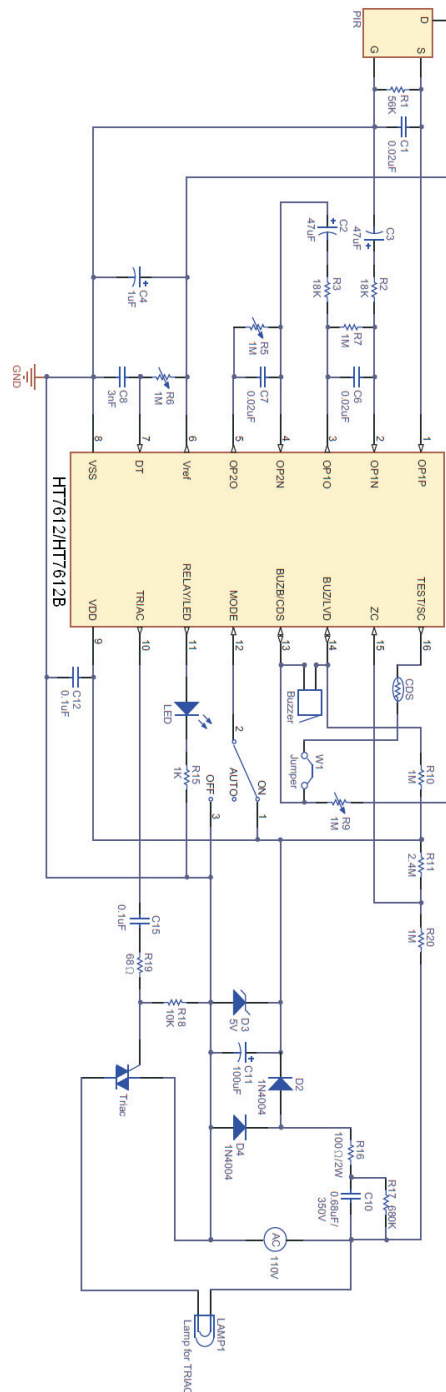 PIR
D
G
S
R1
56K
C1
0.02uF
C2
47uF
C3
47uF
R3
18K
R2
18K
R7
1M
C6
0.02uF
R5
1M
C7
0.02uF
C4
1uF
R6
1M
C8
3nF
GND
8
7
6
5
4
3
2
1
VSS
DT
Vref
OP2O
OP2N
OP1O
OP1N
OP1P
HT7612/HT7612B
VDD
TRIAC
RELAY/LED
MODE
BUZB/CDS
BUZ/LVD
ZC
TEST/SC
9
10
11
12
13
14
15
16
C12
0.1uF
LED
R15
1K
2
AUTO
OFF
3
ON
1
Buzzer
CDS
W1
Jumper
R9
1M
R10
1M
R11
2.4M
R20
1M
C15
0.1uF
R19
68Ω
R18
10K
D3
5V
C11
100uF
D2
1N4004
D4
1N4004
Triac
R16
100Ω/2W
R17
680K
C10
0.68uF/
350V
AC
110V
LAMP1
Lamp for TRIAC